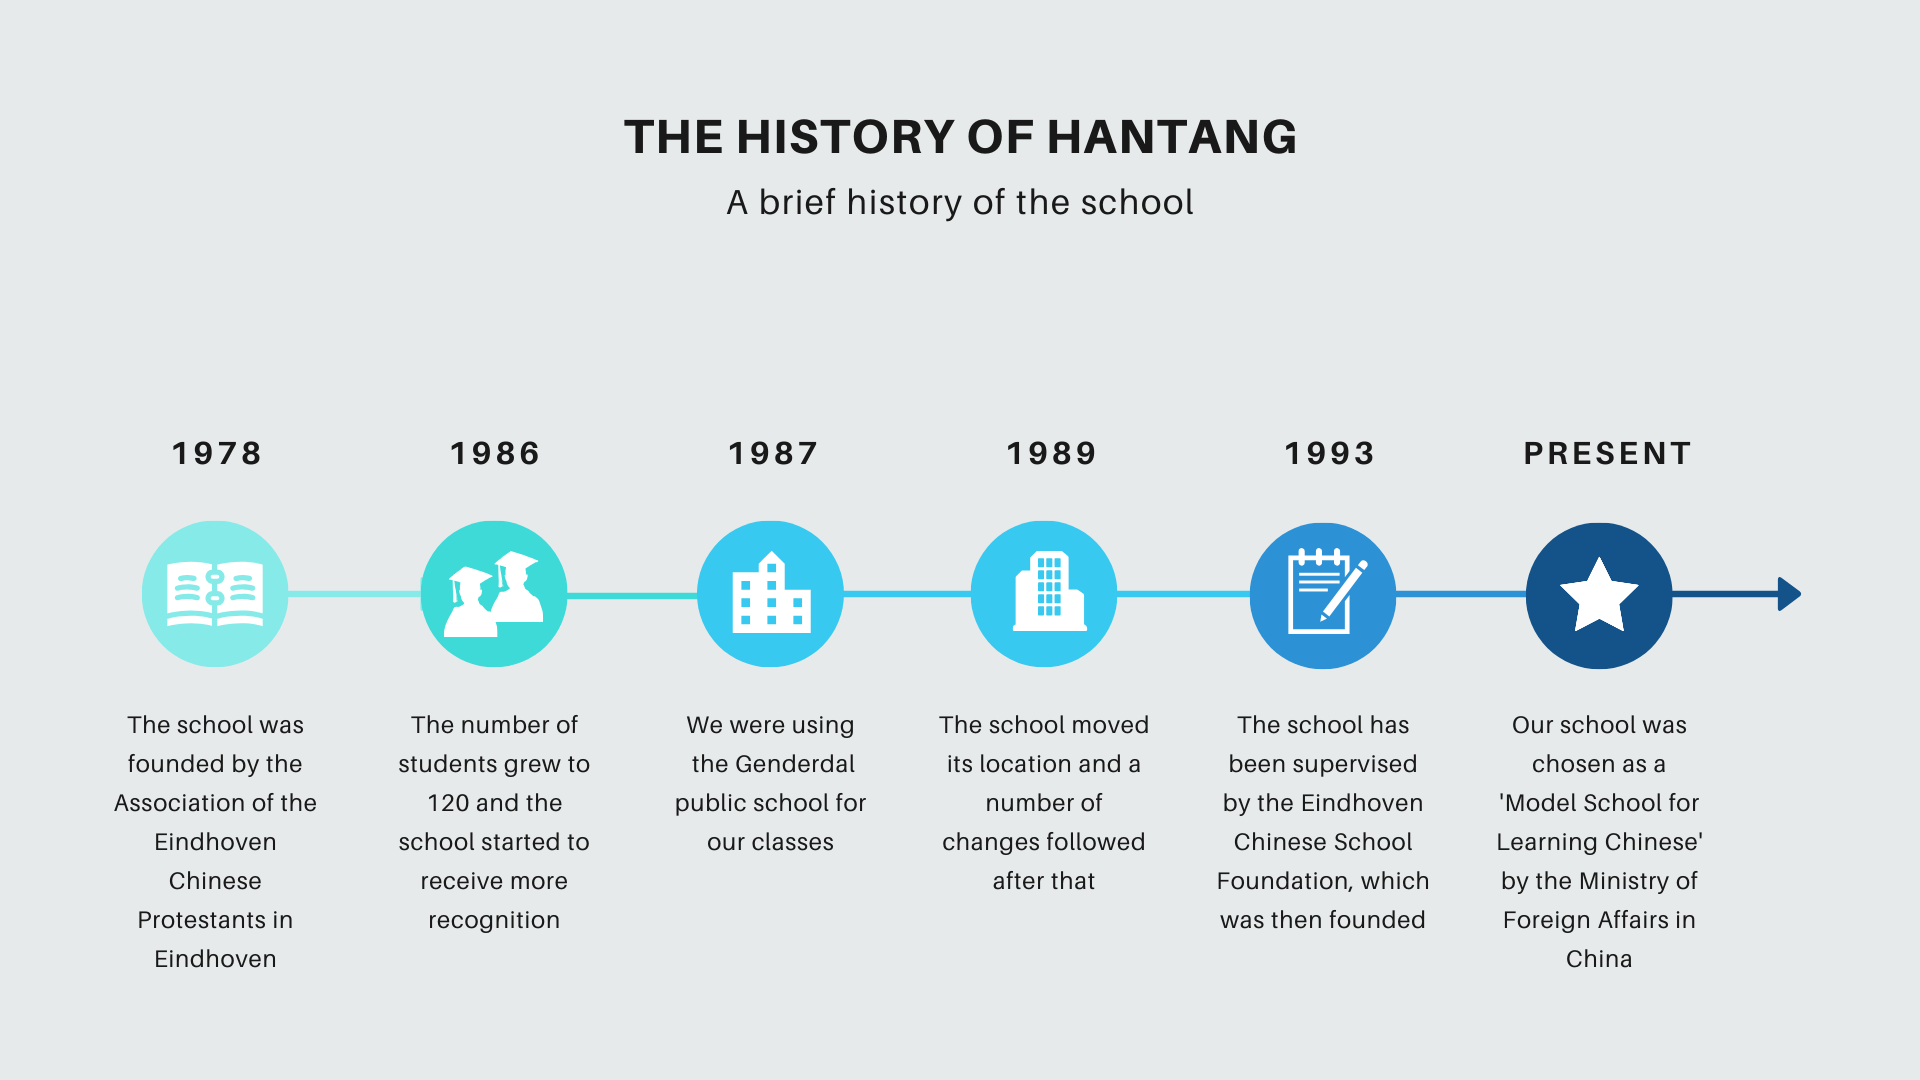 THE HISTORY OF HANTANG
A brief history of the school
1978
The school was
founded by the
Association of the
Eindhoven
Chinese
Protestants in
Eindhoven
1986
The number of
students grew to
120 and the
school started to
receive more
recognition
1987
We were using
the Genderdal
public school for
our classes
1989
The school moved
its location and a
number of
changes followed
after that
1993
The school has
been supervised
by the Eindhoven
Chinese School
Foundation, which
was then founded
PRESENT
Our school was
chosen as a
'Model School for
Learning Chinese'
by the Ministry of
Foreign Affairs in
China